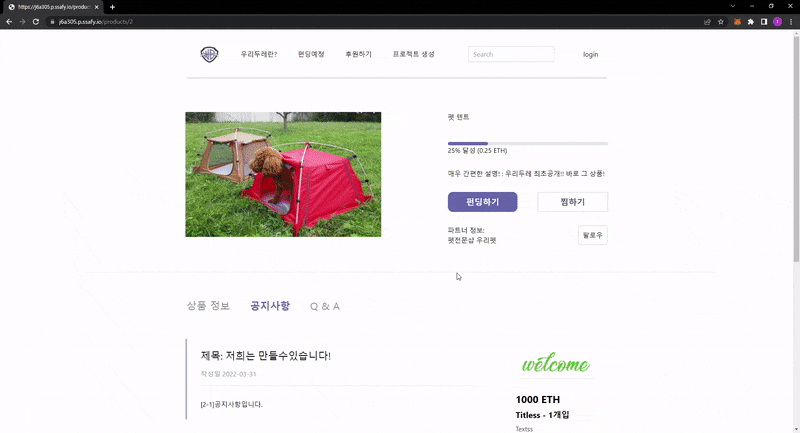 https://j6a305.p.ssafy.io/produc
j6a305.p.ssafy.io/products/2
우리두레란?
펀딩예정
후원하기
프로젝트 생성
Search
login
펫 텐트
25% 달성 (0.25 ETH)
매우 간편한 설명! : 우리두레 최초공개!! 바로 그 상품!
펀딩하기
찜하기
파트너 정보:
펫전문샵 우리펫
팔로우
상품 정보
공지사항
Q & A
제목: 저희는 만들수있습니다!
작성일 2022-03-31
[2-1]공지사항입니다.
welcome
1000 ETH
Titless - 1개입
Textss